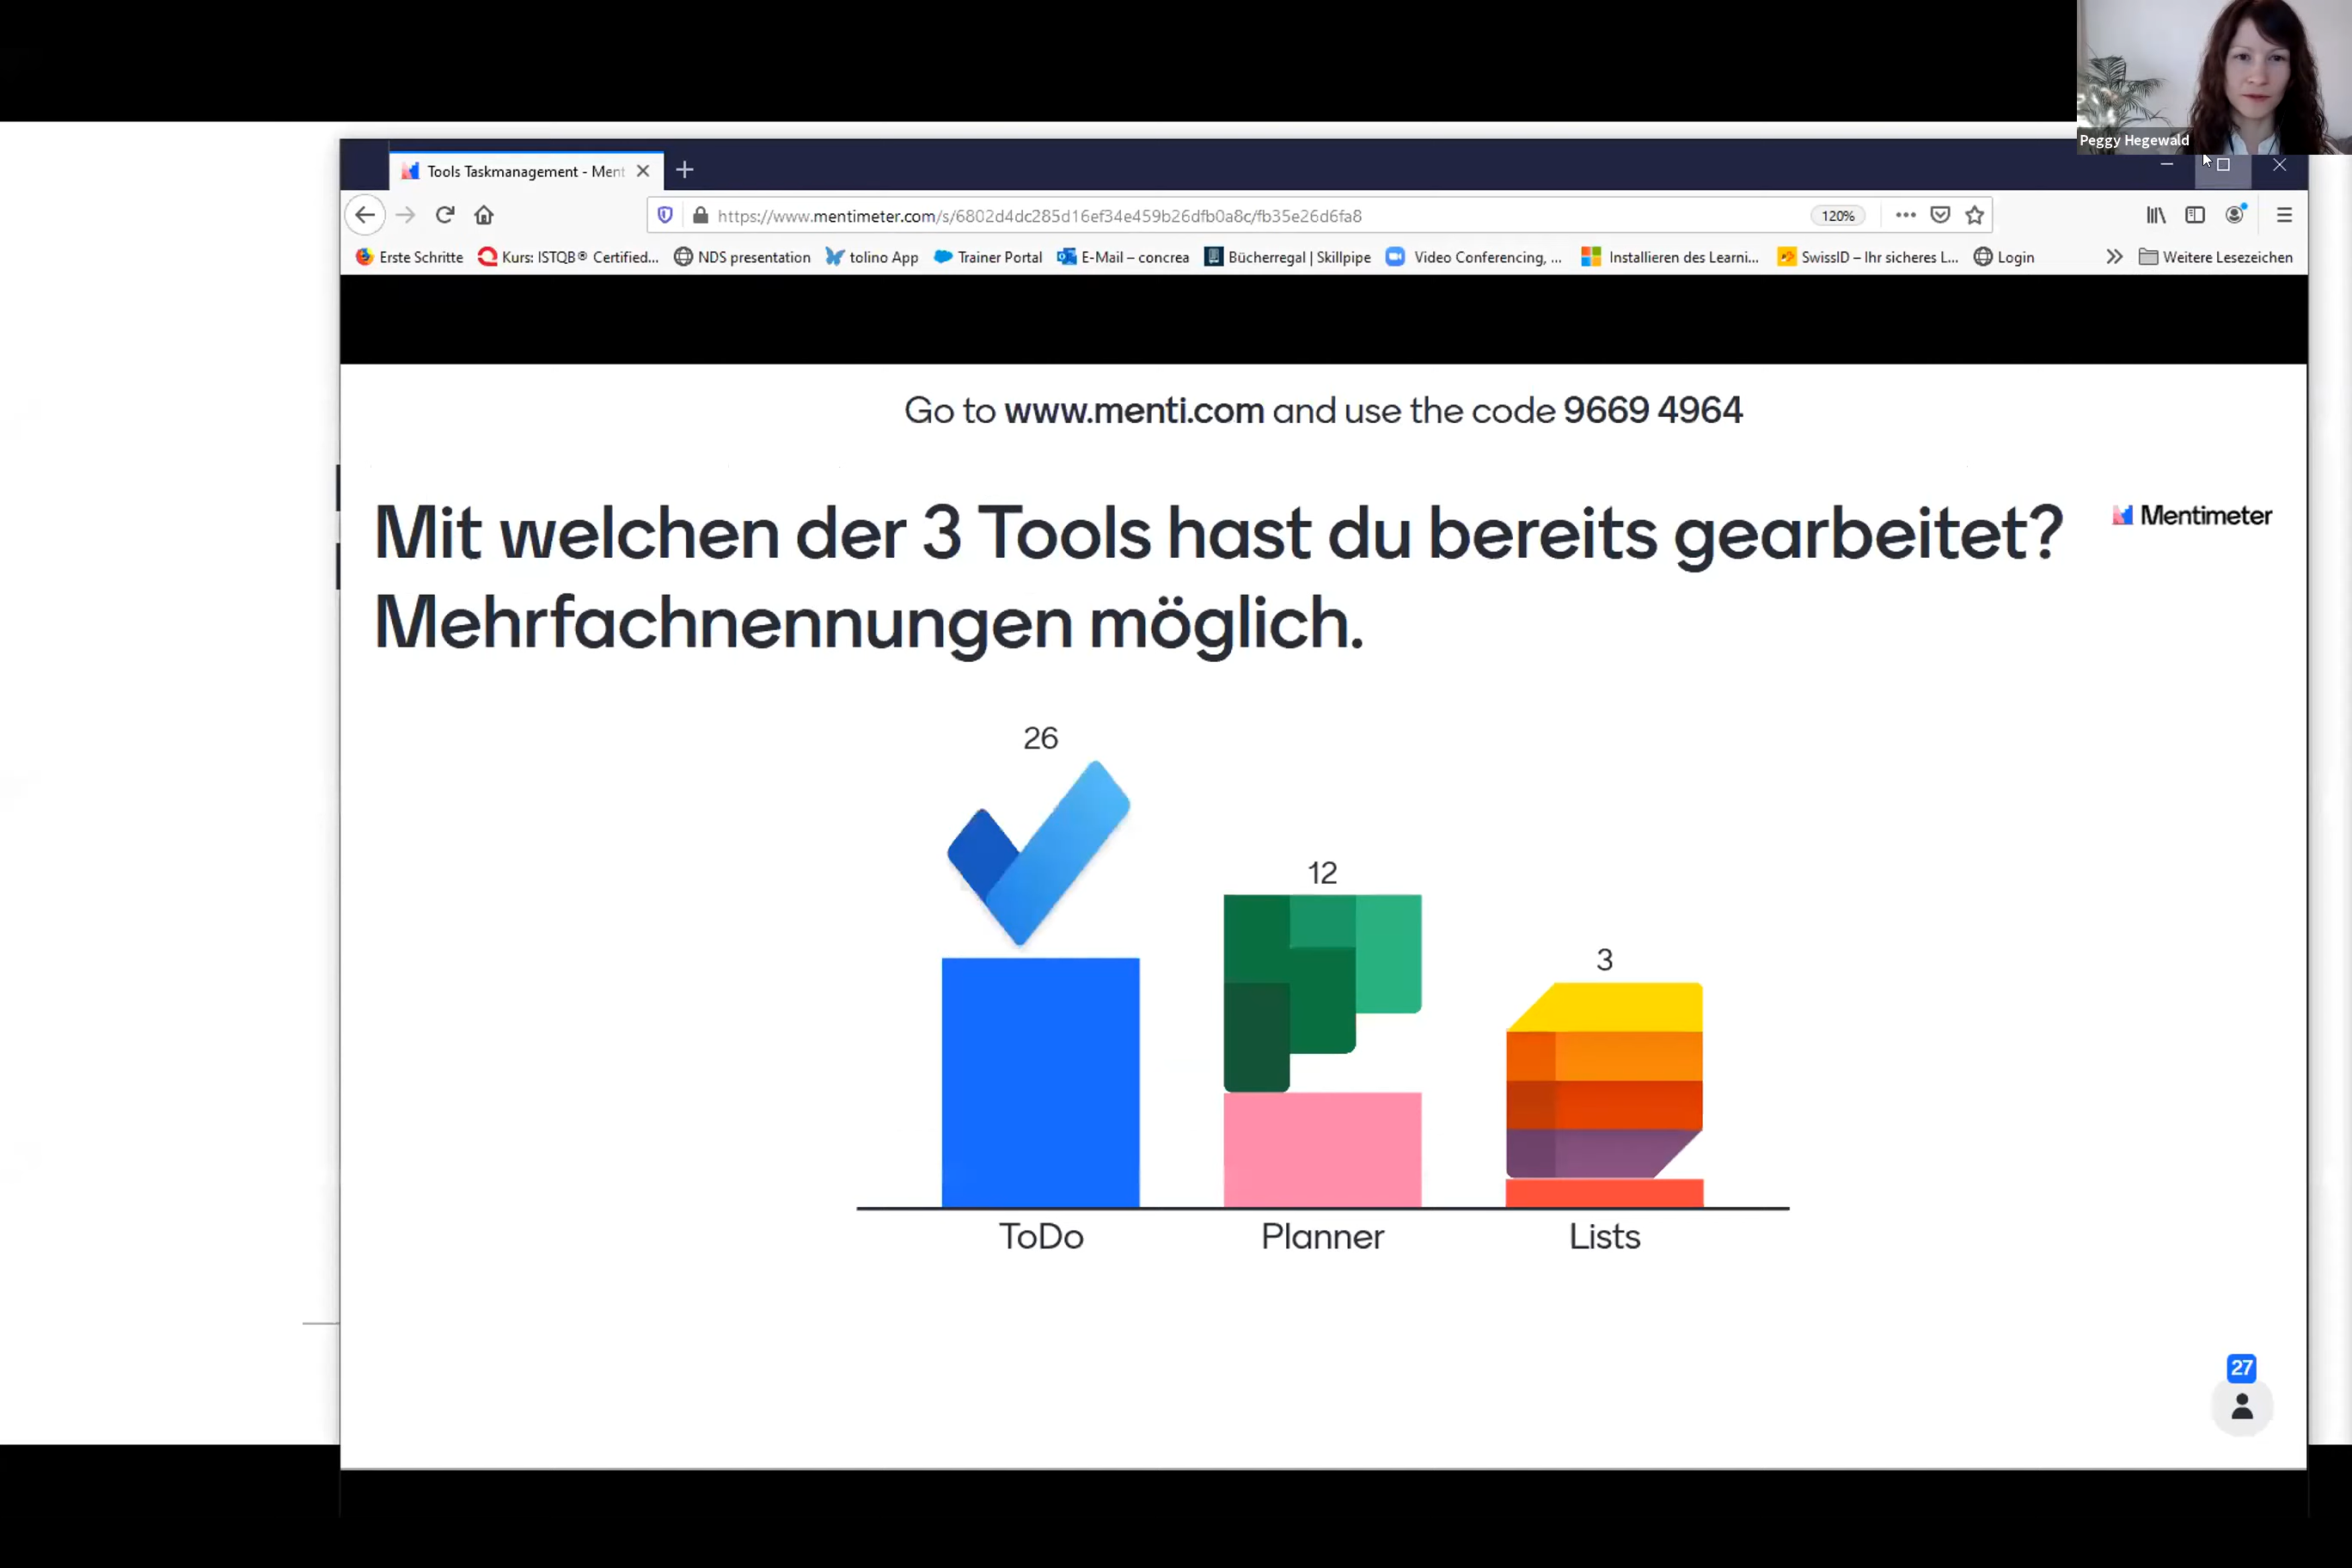 Peggy Hegewald
Tools Taskmanagement - Ment
https://www.mentimeter.com/s/6802d4dc285d16ef34e459b26dfb0a8c/fb35e26d6fa8
120%
Erste Schritte
Kurs: ISTQB® Certified...
NDS presentation
tolino App
Trainer Portal
E-Mail – concrea
Bücherregal | Skillpipe
Video Conferencing, ...
Installieren des Learni...
SwissID – Ihr sicheres L...
Login
Weitere Lesezeichen
Go to www.menti.com and use the code 9669 4964
Mit welchen der 3 Tools hast du bereits gearbeitet?
Mehrfachnennungen möglich.
Mentimeter
26
12
3
ToDo
Planner
Lists
27